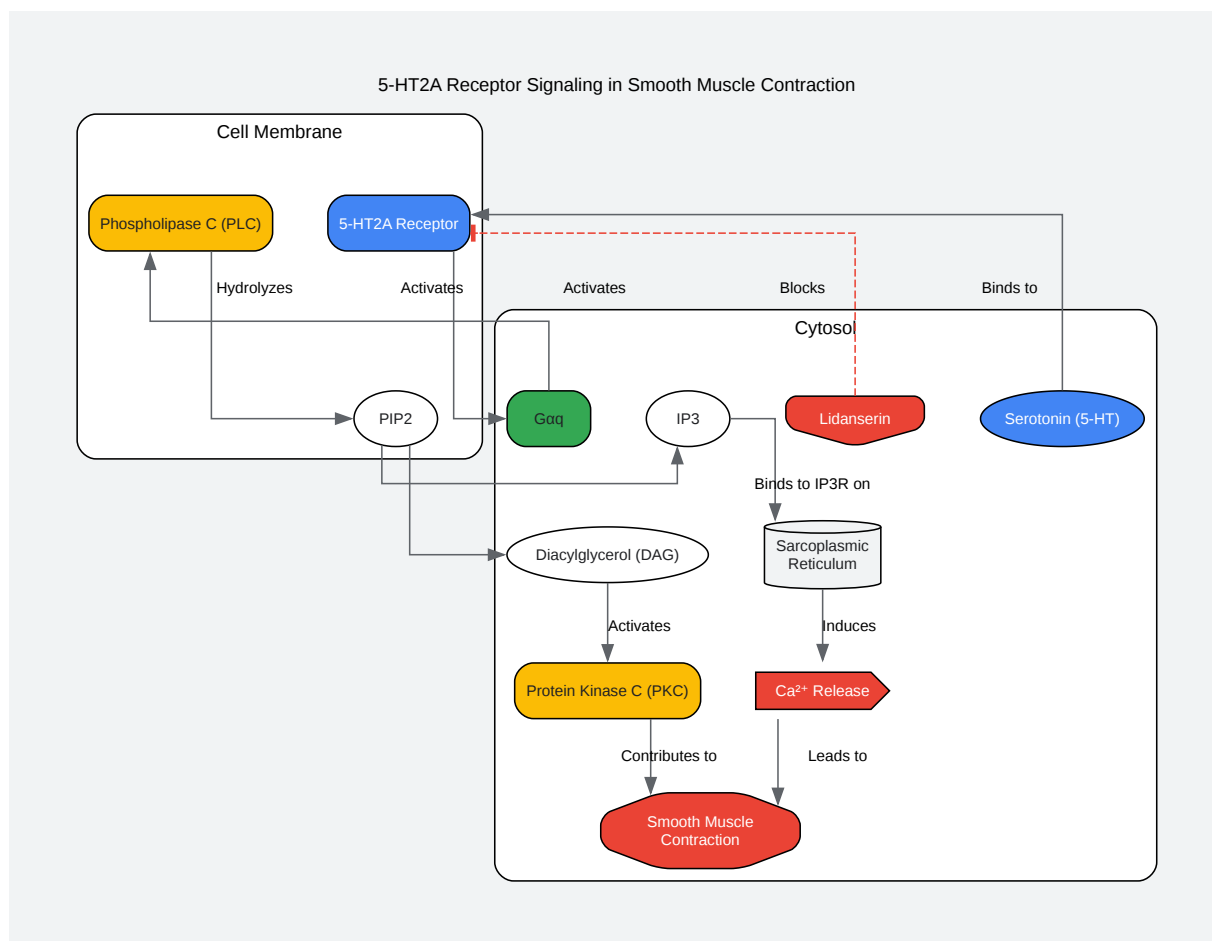 5-HT2A Receptor Signaling in Smooth Muscle Contraction
Cell Membrane
Phospholipase C (PLC)
5-HT2A Receptor
Hydrolyzes
Activates
Activates
Blocks
Binds to
Cytosol
PIP2
Gαq
IP3
Lidanserin
Serotonin (5-HT)
Binds to IP3R on
Diacylglycerol (DAG)
Sarcoplasmic
Reticulum
Activates
Induces
Protein Kinase C (PKC)
Ca²⁺ Release
Contributes to
Leads to
Smooth Muscle
Contraction